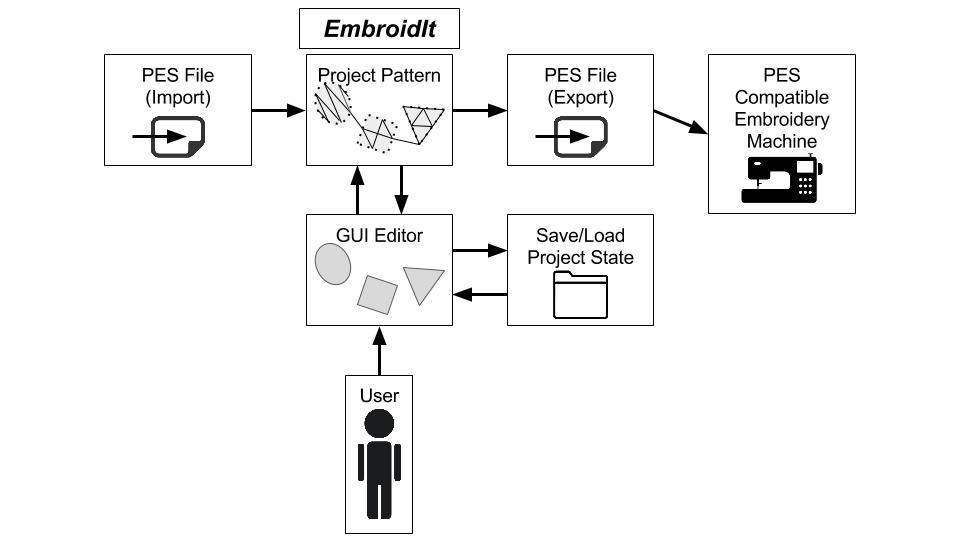 EmbroidIt
PES File
(Import)
Project Pattern
PES File
(Export)
PES
Compatible
Embroidery
Machine
GUI Editor
Save/Load
Project State
User